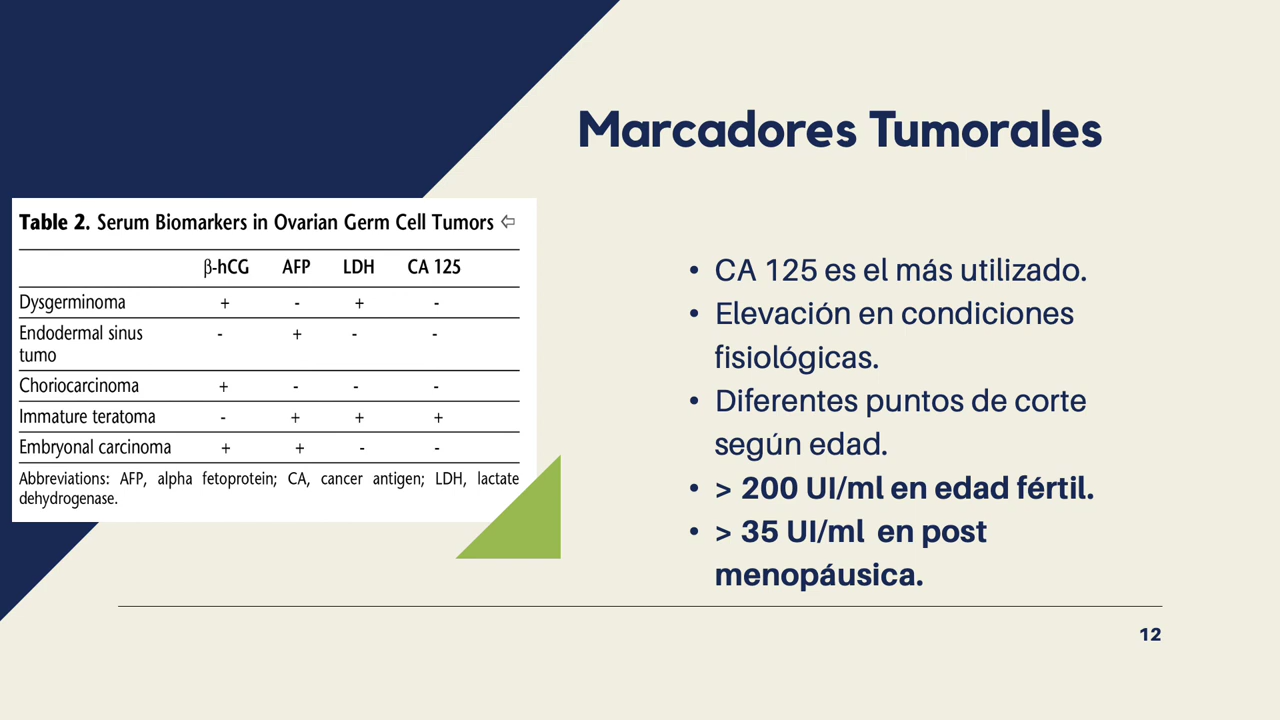 Marcadores Tumorales
Table 2. Serum Biomarkers in Ovarian Germ Cell Tumors ⇦
β-hCG AFP LDH CA 125
Dysgerminoma + - + -
Endodermal sinus
tumo - + - -
Choriocarcinoma + - - -
Immature teratoma - + + +
Embryonal carcinoma + + - -
Abbreviations: AFP, alpha fetoprotein; CA, cancer antigen; LDH, lactate
dehydrogenase.
• CA 125 es el más utilizado.
• Elevación en condiciones
fisiológicas.
• Diferentes puntos de corte
según edad.
• > 200 UI/ml en edad fértil.
• > 35 UI/ml en post
menopáusica.
12